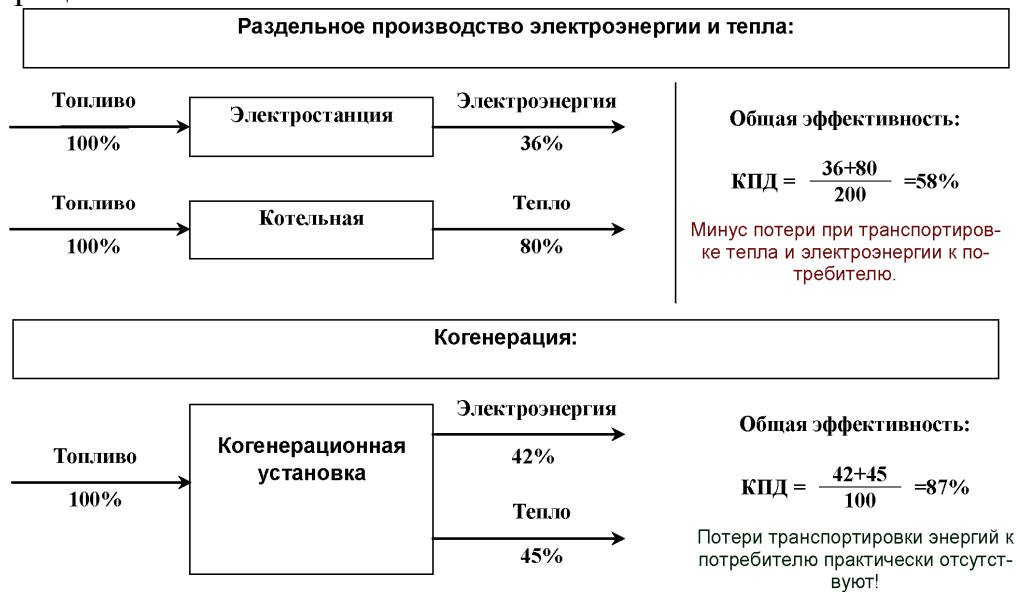 Раздельное производство электроэнергии и тепла:
Топливо
100%
Электростанция
Электроэнергия
36%
Топливо
100%
Котельная
Тепло
80%
Общая эффективность:
КПД = 36+80 =58%
200
Минус потери при транспортиров-
ке тепла и электроэнергии к по-
требителю.
Когенерация:
Топливо
100%
Когенерационная
установка
Электроэнергия
42%
Тепло
45%
Общая эффективность:
КПД = 42+45 =87%
100
Потери транспортировки энергий к
потребителю практически отсутст-
вуют!